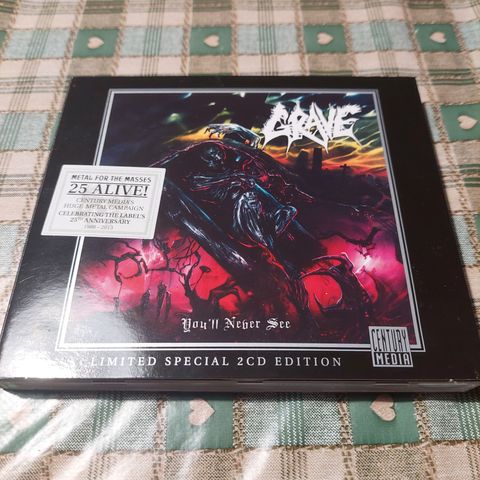 GRAVE
METAL FOR THE MASSES
25 ALIVE!
CENTURY MEDIA'S
HUGE METAL CAMPAIGN
CELEBRATING THE LABEL'S
25TH ANNIVERSARY
1988 - 2013
You'll Never See
LIMITED SPECIAL 2CD EDITION
CENTURY
MEDIA